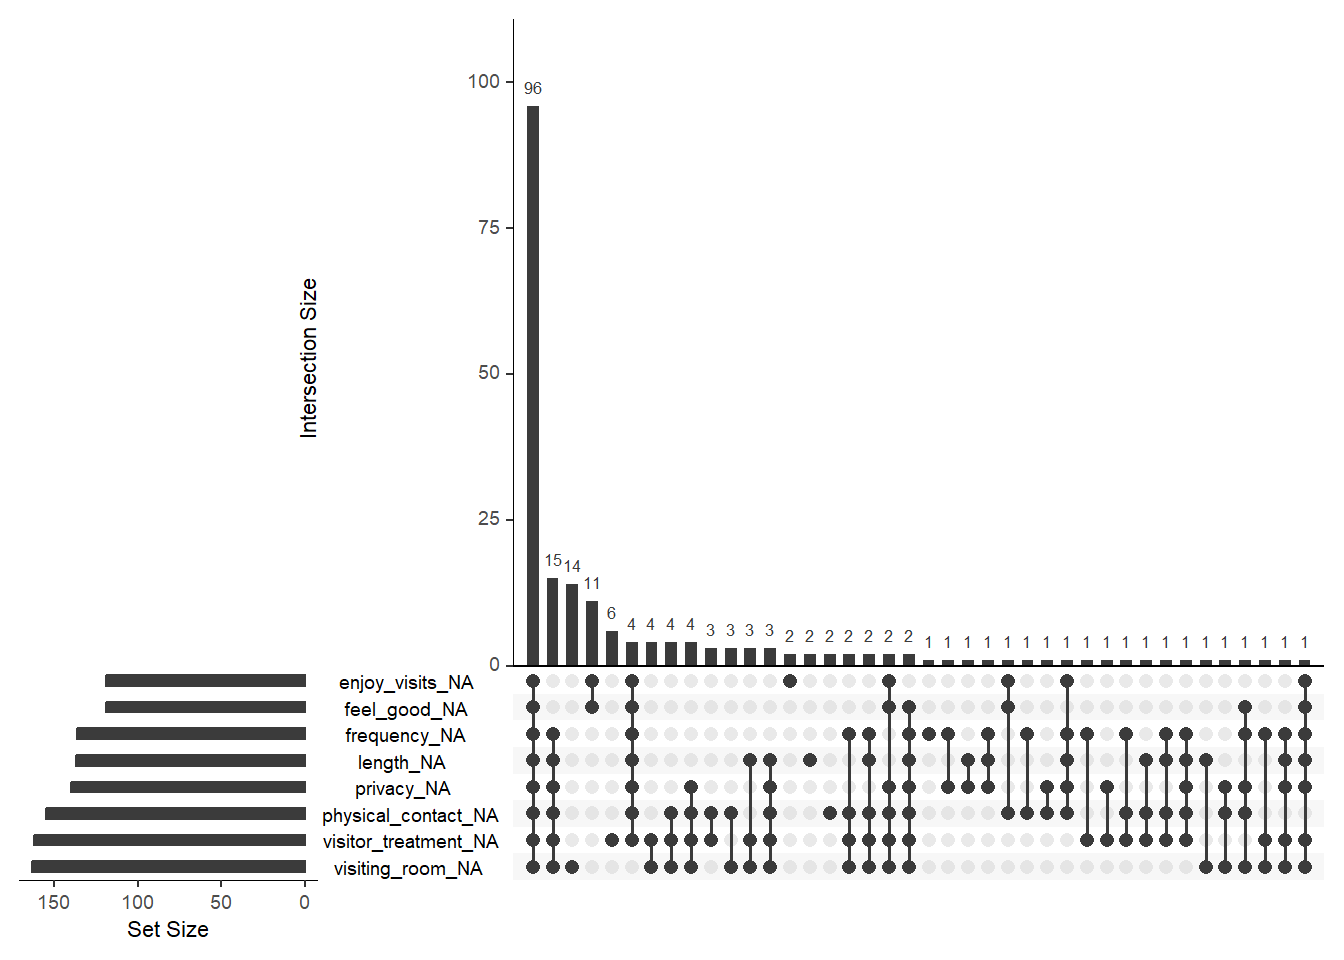 100
96
75
Intersection Size
50
25
15 14
11
6
4 4 4 4
3 3 3 3
2 2 2 2 2 2 2
1 1 1 1 1 1 1 1 1 1 1 1 1 1 1 1 1 1 1 1
0
enjoy_visits_NA
feel_good_NA
frequency_NA
length_NA
privacy_NA
physical_contact_NA
visitor_treatment_NA
visiting_room_NA
150 100 50 0
Set Size